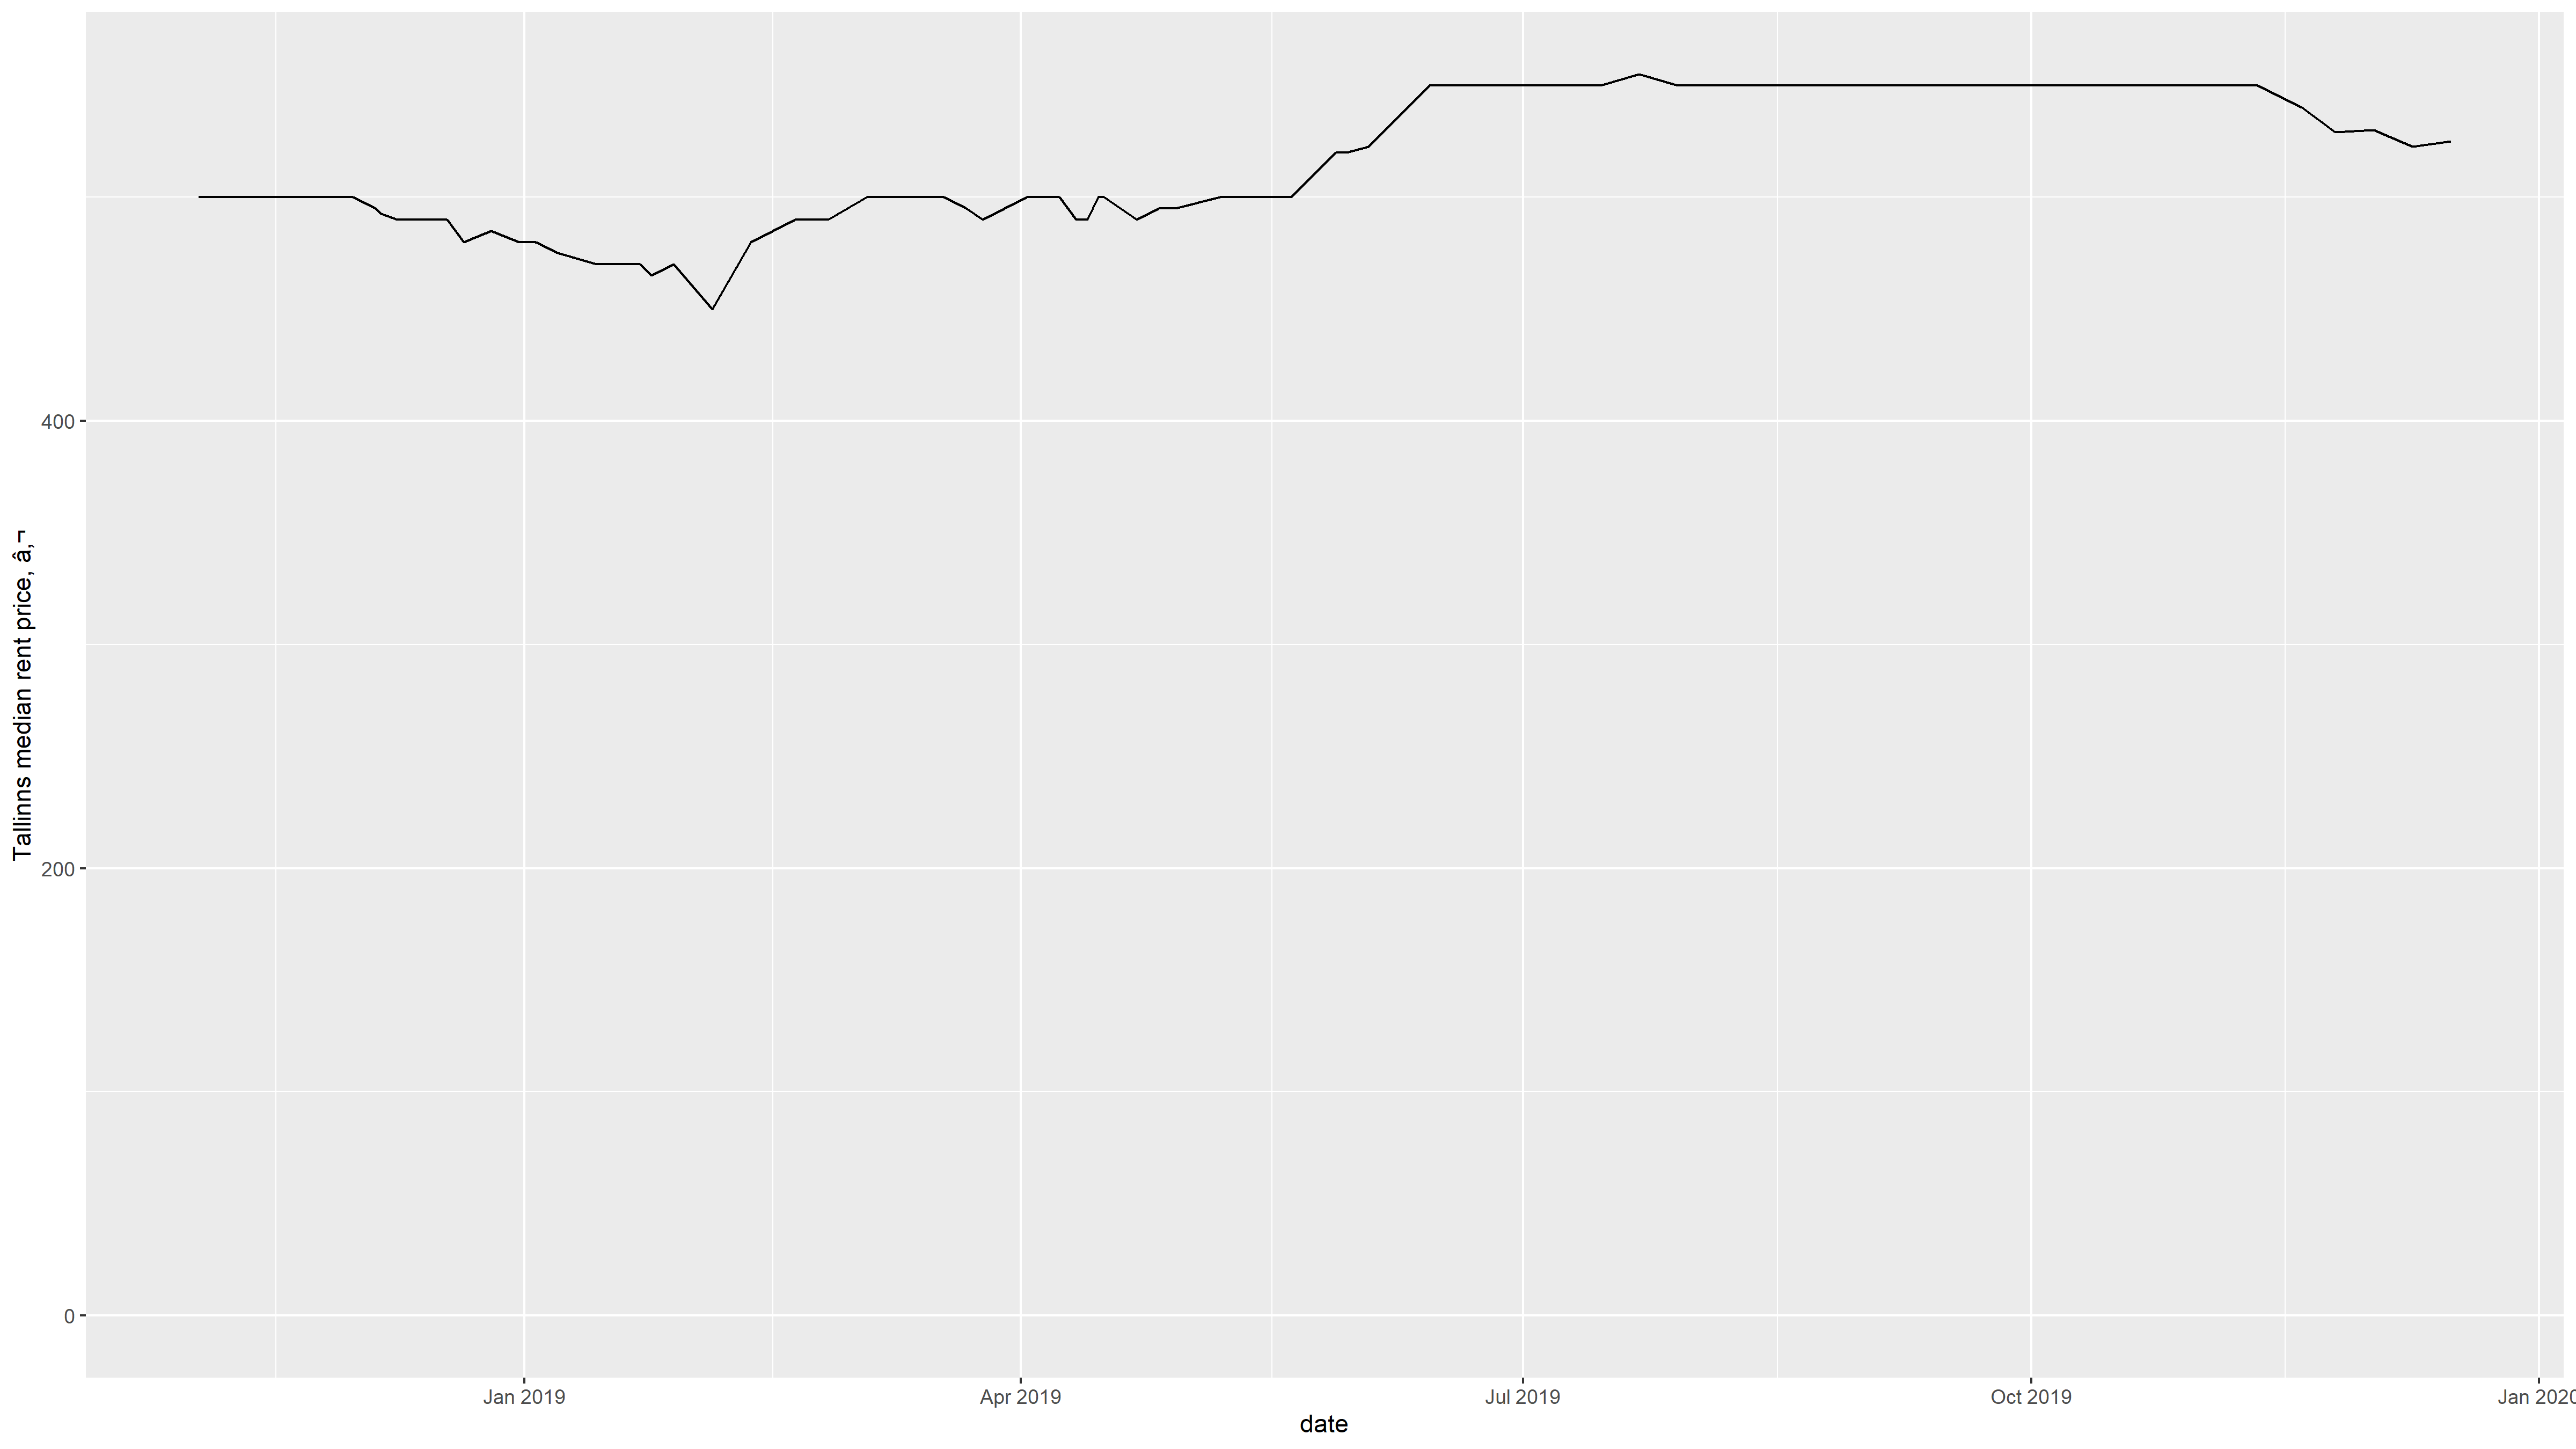 Tallinns median rent price, â‚¬
400
200
0
Jan 2019
Apr 2019
Jul 2019
Oct 2019
Jan 2020
date